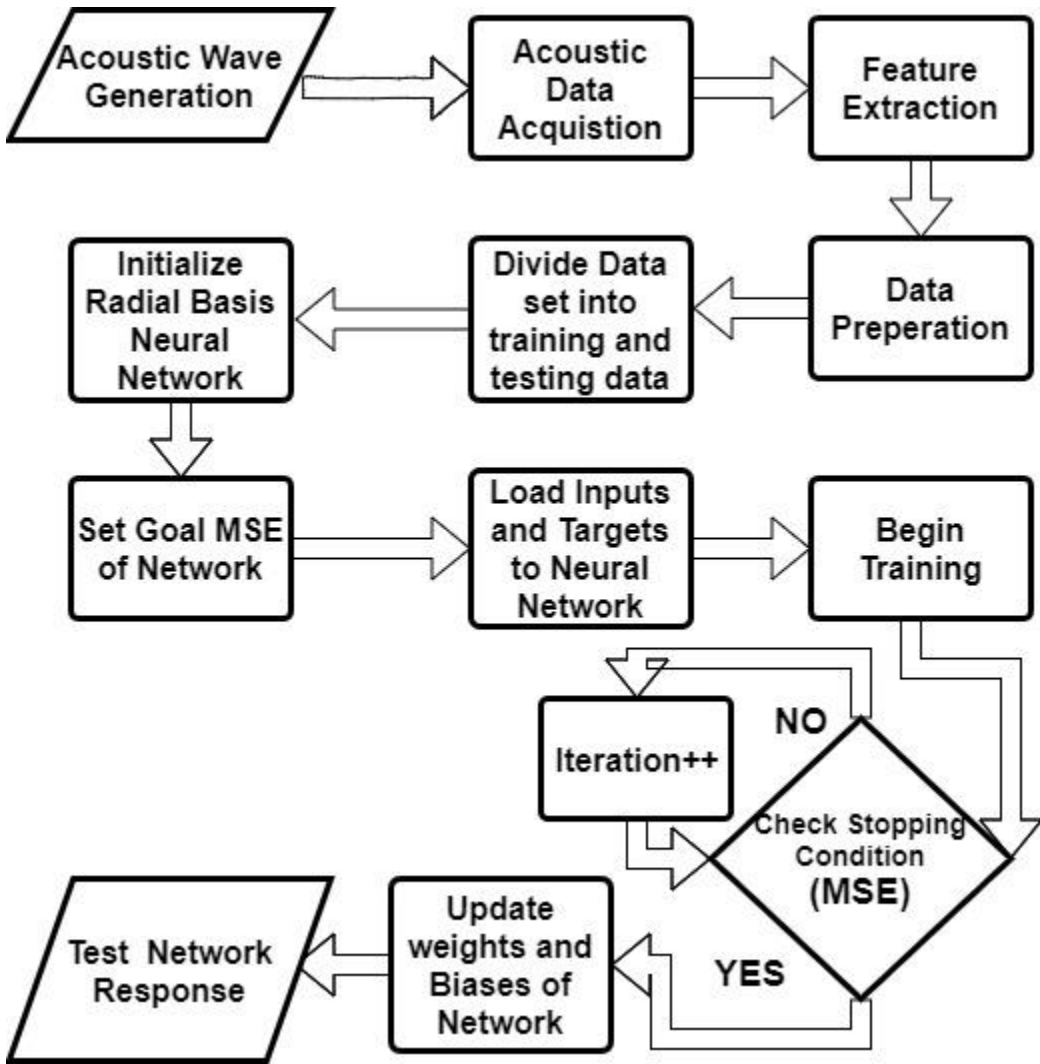 Acoustic Wave
Generation
Acoustic
Data
Acquistion
Feature
Extraction
Initialize
Radial Basis
Neural
Network
Divide Data
set into
training and
testing data
Data
Preperation
Set Goal MSE
of Network
Load Inputs
and Targets
to Neural
Network
Begin
Training
NO
Iteration++
Check Stopping
Condition
(MSE)
YES
Update
weights and
Biases of
Network
Test Network
Response